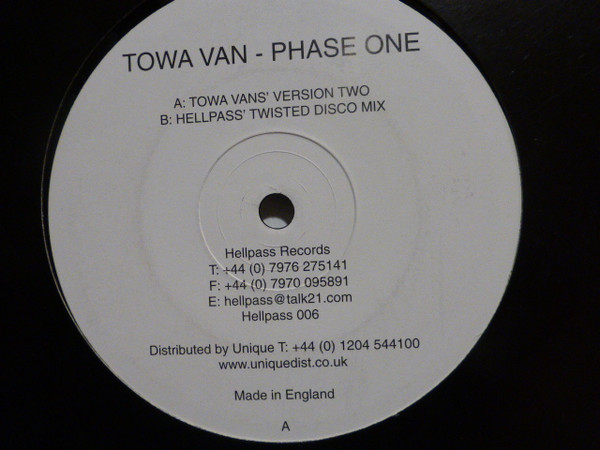 TOWA VAN - PHASE ONE
A: TOWA VANS' VERSION TWO
B: HELLPASS' TWISTED DISCO MIX
Hellpass Records
T: +44 (0) 7976 275141
F: +44 (0) 7970 095891
E: hellpass@talk21.com
Hellpass 006
Distributed by Unique T: +44 (0) 1204 544100
www.uniquedist.co.uk
Made in England
A